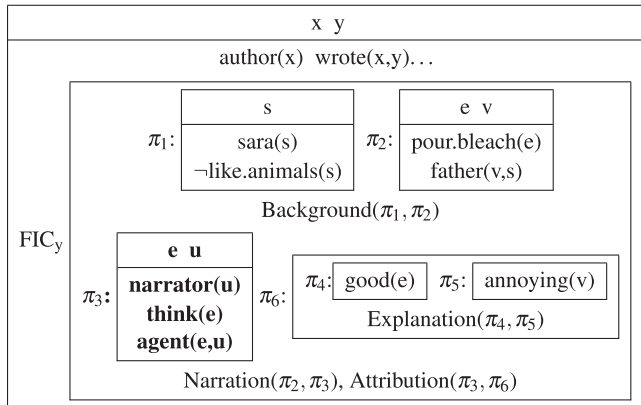 x y
author(x) wrote(x,y)...
s
e v
π1:
sara(s)
¬like.animals(s)
π2:
pour.bleach(e)
father(v,s)
Background(π1, π2)
FICy
e u
π3:
narrator(u)
think(e)
agent(e,u)
π6:
π4: good(e) π5: annoying(v)
Explanation(π4, π5)
Narration(π2, π3), Attribution(π3, π6)